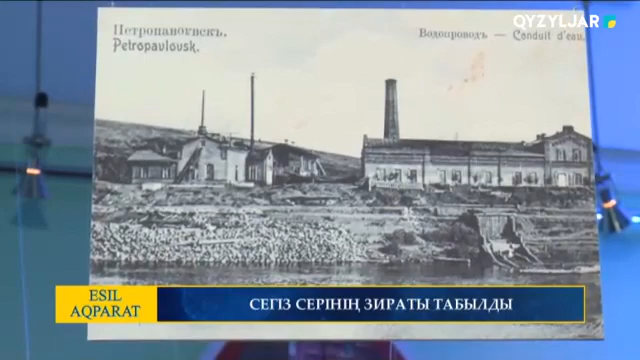 QYZYLJAR
Петропавловскъ.
Petropavlovsk.
Водопроводъ — Conduit d'eau.
ESIL
AQPARAT
СЕГІЗ СЕРІНІҢ ЗИРАТЫ ТАБЫЛДЫ